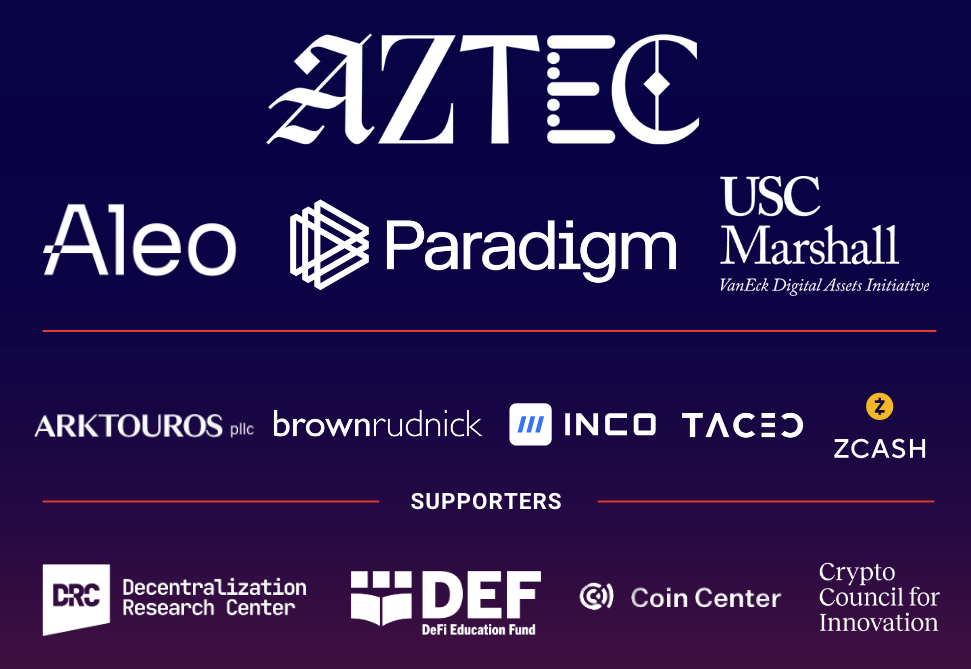 AZTEC
Aleo
Paradigm
USC
Marshall
VanEck Digital Assets Initiative
ARKTOUROS pllc
brownrudnick
INCO
TACEO
ZCASH
SUPPORTERS
DRC
Decentralization
Research Center
DEF
DeFi Education Fund
Coin Center
Crypto
Council for
Innovation